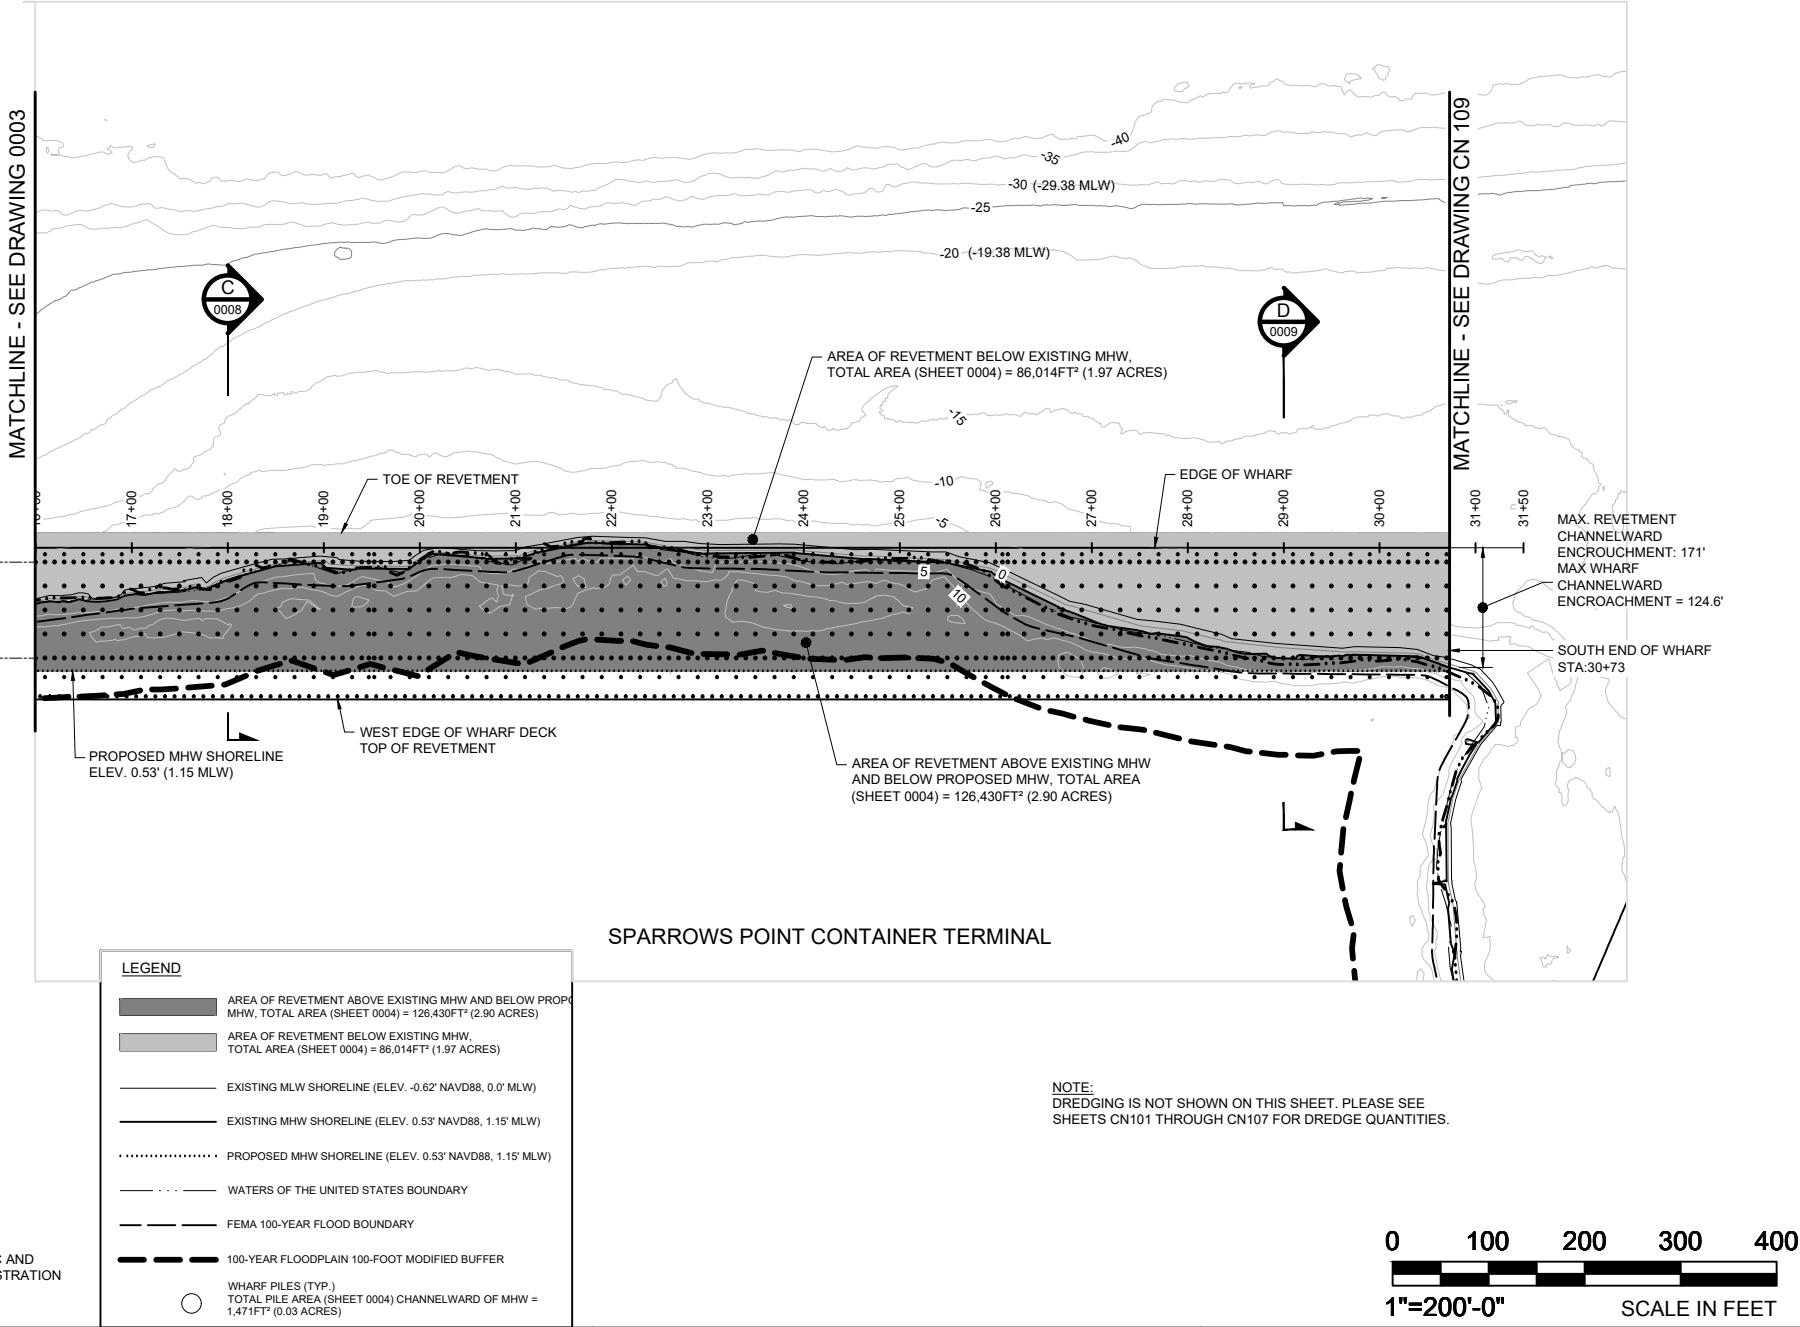 MATCHLINE - SEE DRAWING 0003
MATCHLINE - SEE DRAWING CN 109
-40
-35
-30 (-29.38 MLW)
-25
-20 (-19.38 MLW)
C
0008
D
0009
AREA OF REVETMENT BELOW EXISTING MHW,
TOTAL AREA (SHEET 0004) = 86,014FT² (1.97 ACRES)
-15
-10
-5
TOE OF REVETMENT
EDGE OF WHARF
17+00
18+00
19+00
20+00
21+00
22+00
23+00
24+00
25+00
26+00
27+00
28+00
29+00
30+00
31+00
31+50
MAX. REVETMENT
CHANNELWARD
ENCROUCHMENT: 171'
MAX WHARF
CHANNELWARD
ENCROACHMENT = 124.6'
5
0
10
SOUTH END OF WHARF
STA:30+73
WEST EDGE OF WHARF DECK
TOP OF REVETMENT
PROPOSED MHW SHORELINE
ELEV. 0.53' (1.15 MLW)
AREA OF REVETMENT ABOVE EXISTING MHW
AND BELOW PROPOSED MHW, TOTAL AREA
(SHEET 0004) = 126,430FT² (2.90 ACRES)
SPARROWS POINT CONTAINER TERMINAL
LEGEND
AREA OF REVETMENT ABOVE EXISTING MHW AND BELOW PROPO
MHW, TOTAL AREA (SHEET 0004) = 126,430FT² (2.90 ACRES)
AREA OF REVETMENT BELOW EXISTING MHW,
TOTAL AREA (SHEET 0004) = 86,014FT² (1.97 ACRES)
EXISTING MLW SHORELINE (ELEV. -0.62' NAVD88, 0.0' MLW)
EXISTING MHW SHORELINE (ELEV. 0.53' NAVD88, 1.15' MLW)
PROPOSED MHW SHORELINE (ELEV. 0.53' NAVD88, 1.15' MLW)
WATERS OF THE UNITED STATES BOUNDARY
FEMA 100-YEAR FLOOD BOUNDARY
100-YEAR FLOODPLAIN 100-FOOT MODIFIED BUFFER
WHARF PILES (TYP.)
TOTAL PILE AREA (SHEET 0004) CHANNELWARD OF MHW =
1,471FT² (0.03 ACRES)
AND
STRATION
NOTE:
DREDGING IS NOT SHOWN ON THIS SHEET. PLEASE SEE
SHEETS CN101 THROUGH CN107 FOR DREDGE QUANTITIES.
0 100 200 300 400
1"=200'-0"
SCALE IN FEET